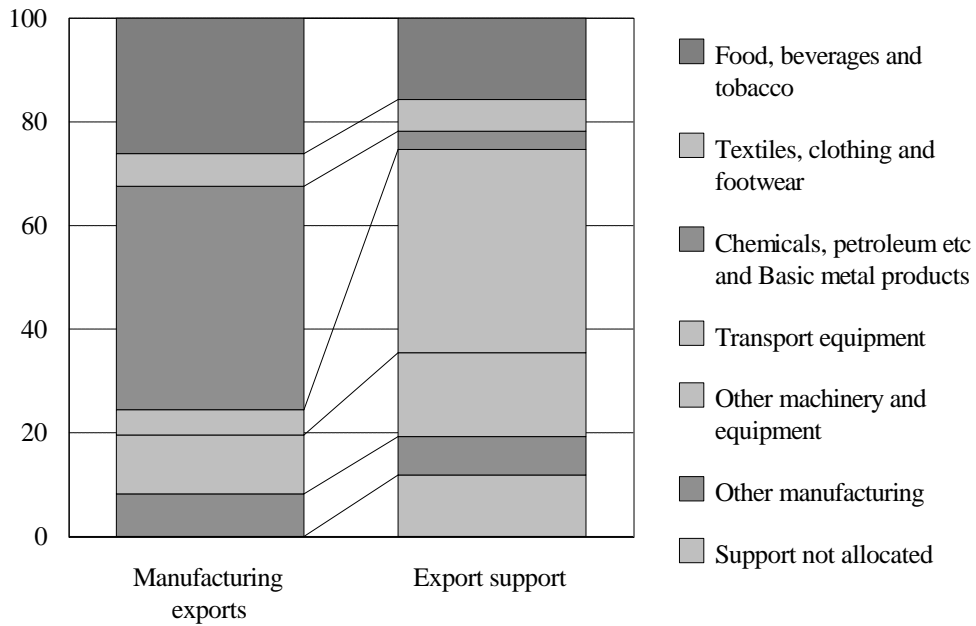 100
80
60
40
20
0
Manufacturing
exports
Export support
Food, beverages and
tobacco
Textiles, clothing and
footwear
Chemicals, petroleum etc
and Basic metal products
Transport equipment
Other machinery and
equipment
Other manufacturing
Support not allocated